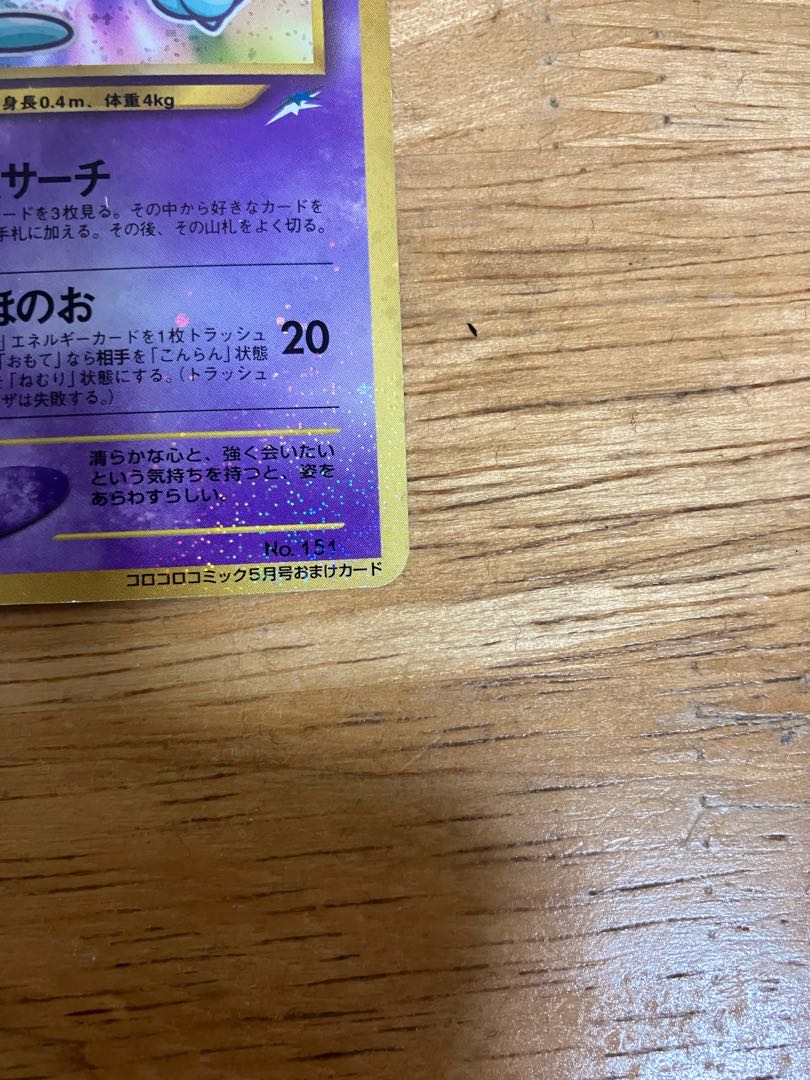 身長0.4m、体重4kg
サーチ
ードを3枚見る。その中から好きなカードを
手札に加える。その後、その山札をよく切る。
ほのお
」エネルギーカードを1枚トラッシュ
20
「おもて」なら相手を「こんらん」状態
「ねむり」状態にする。(トラッシュ
ザは失敗する。)
清らかな心と、強く会いたい
という気持ちを持つと、姿を
あらわすらしい。
No. 151
コロコロコミック5月号おまけカード